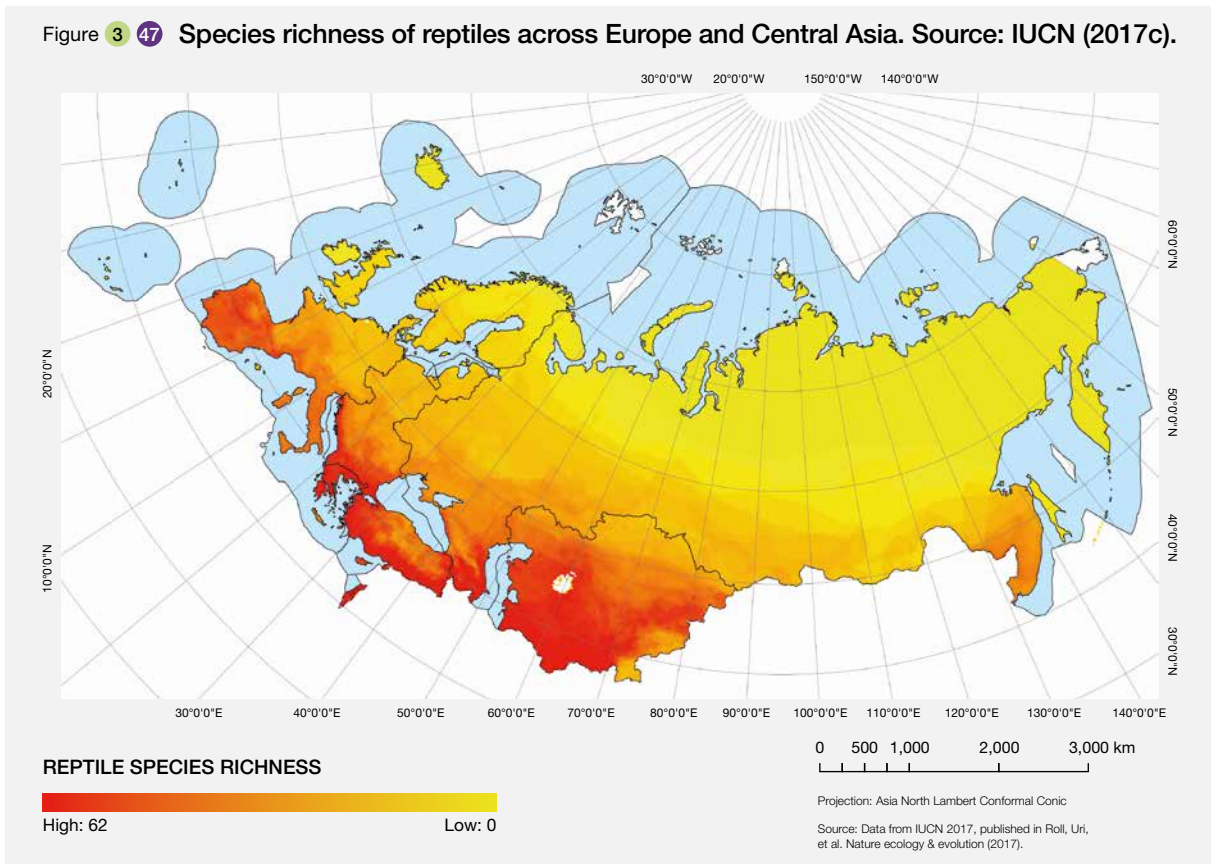 Figure 3 47 Species richness of reptiles across Europe and Central Asia. Source: IUCN (2017c).
30°0'0"W 20°0'0"W 150°0'0"W 140°0'0"W
60°0'0"N
20°0'0"N
50°0'0"N
40°0'0"N
10°0'0"N
30°0'0"N
30°0'0"E 40°0'0"E 50°0'0"E 60°0'0"E 70°0'0"E 80°0'0"E 90°0'0"E 100°0'0"E 110°0'0"E 120°0'0"E 130°0'0"E 140°0'0"E
REPTILE SPECIES RICHNESS
High: 62 Low: 0
0 500 1,000 2,000 3,000 km
Projection: Asia North Lambert Conformal Conic
Source: Data from IUCN 2017, published in Roll, Uri,
et al. Nature ecology & evolution (2017).